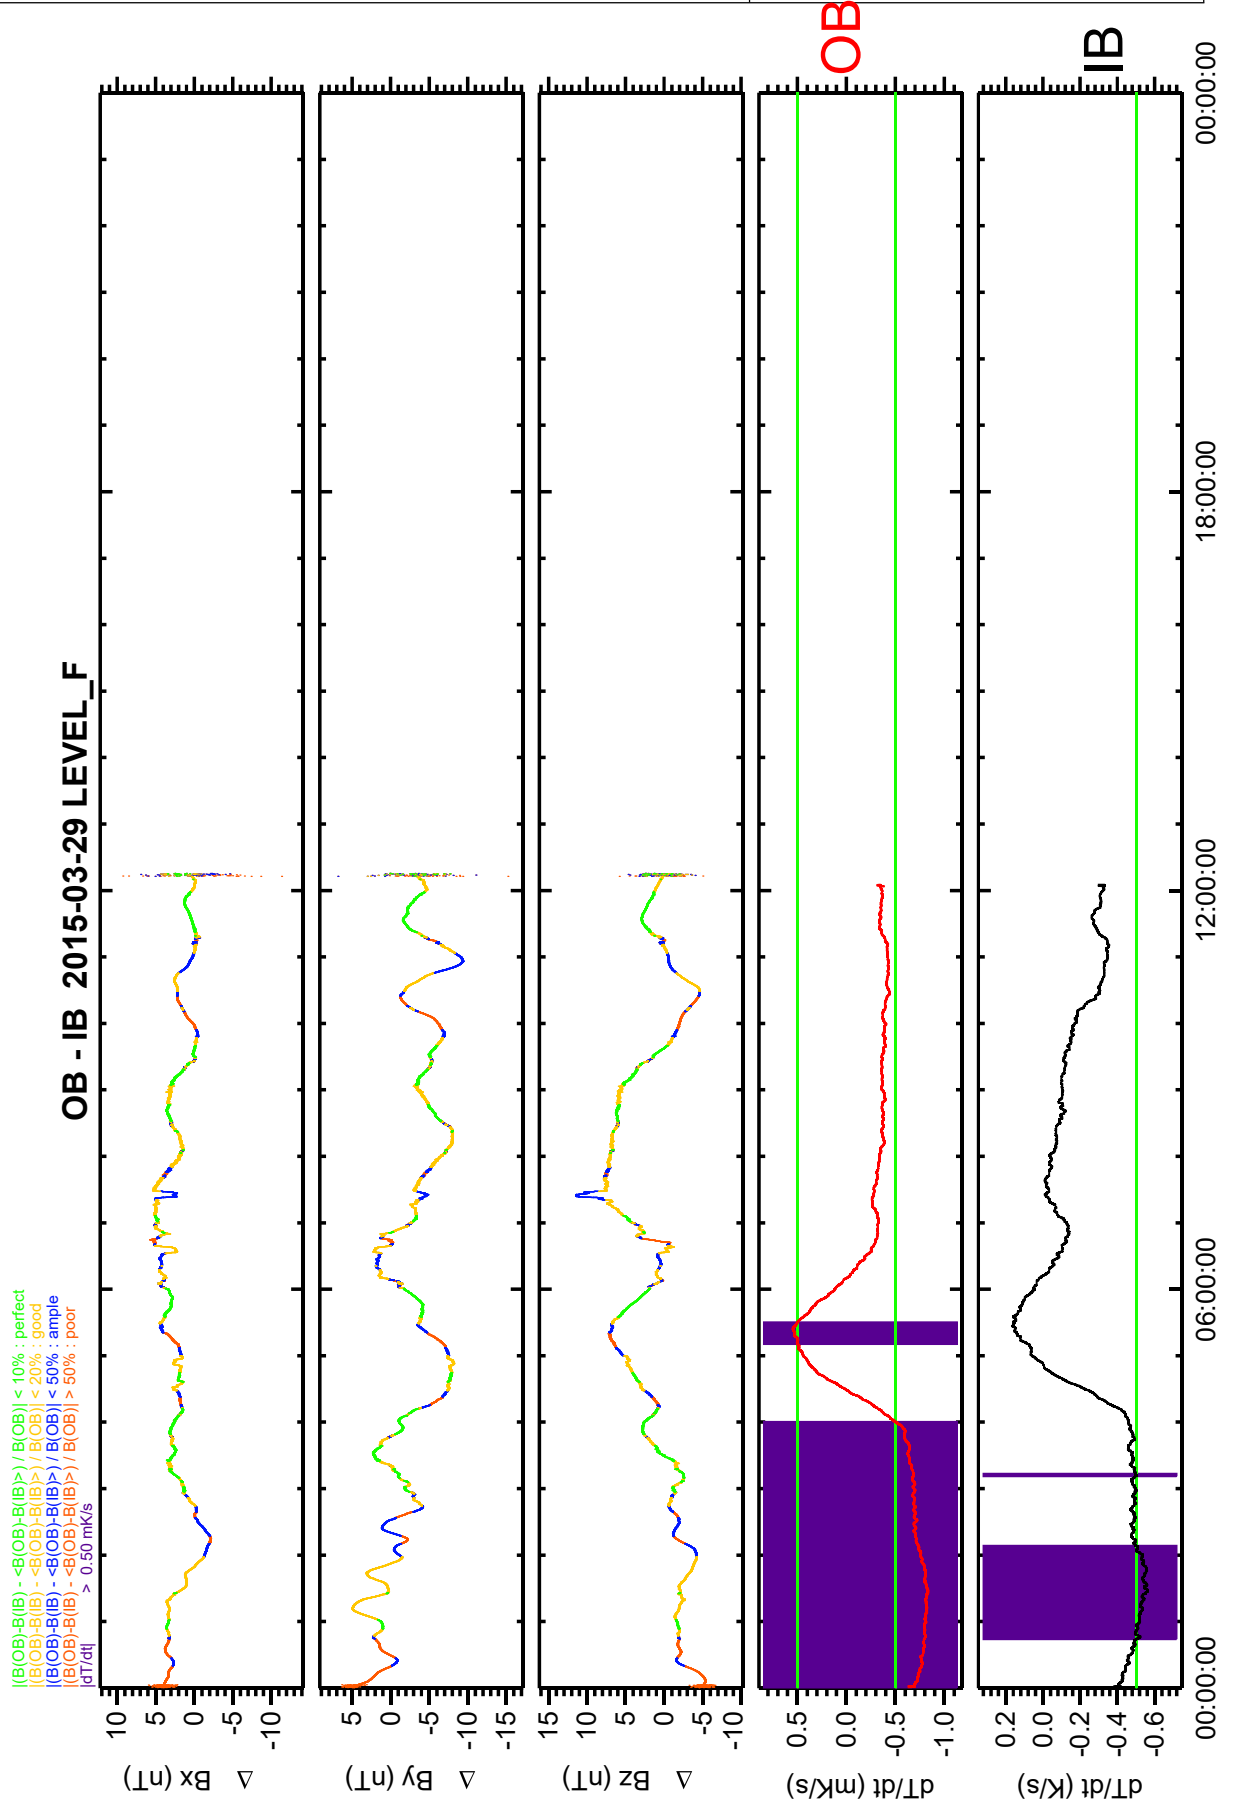 |(B(OB)-B(IB) - <B(OB)-B(IB)>) / B(OB)| < 10% : perfect
|(B(OB)-B(IB) - <B(OB)-B(IB)>) / B(OB)| < 20% : good
|(B(OB)-B(IB) - <B(OB)-B(IB)>) / B(OB)| < 50% : ample
|(B(OB)-B(IB) - <B(OB)-B(IB)>) / B(OB)| > 50% : poor
|dT/dt| > 0.50 mK/s
OB - IB 2015-03-29 LEVEL_F
Δ Bx (nT)
10
5
0
-5
-10
Δ By (nT)
5
0
-5
-10
-15
Δ Bz (nT)
15
10
5
0
-5
-10
dT/dt (mK/s)
0.5
0.0
-0.5
-1.0
OB
dT/dt (K/s)
0.2
0.0
-0.2
-0.4
-0.6
IB
00:00:00
06:00:00
12:00:00
18:00:00
00:00:00